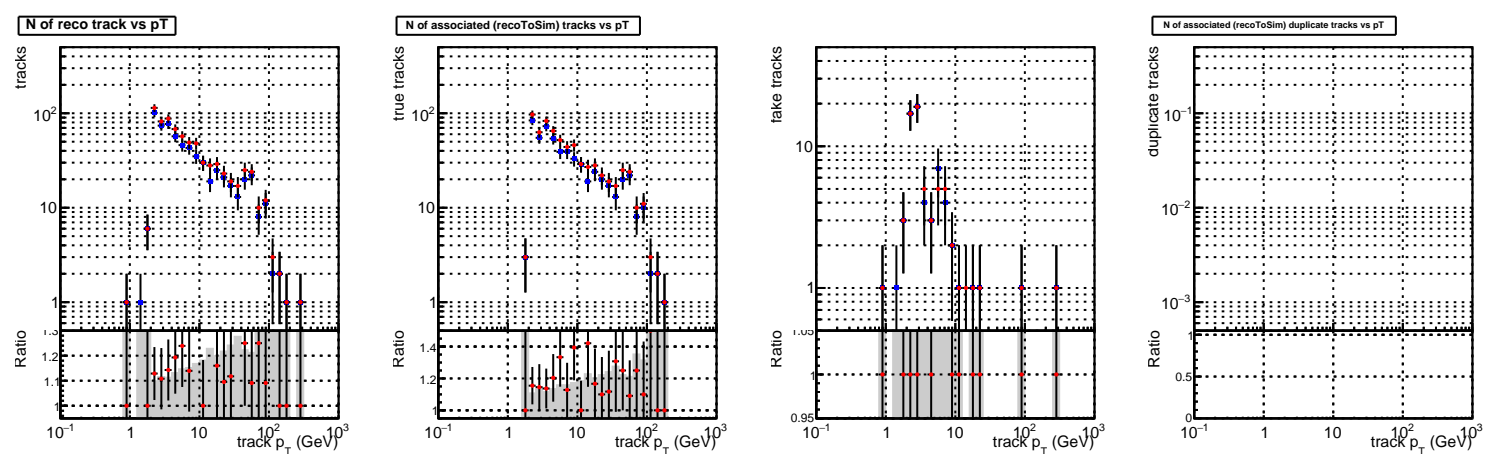 N of reco track vs pT
tracks
10²
10
1
Ratio
1.3
1.2
1.1
1
10⁻¹ 1 10 10² 10³
track p_T (GeV)
N of associated (recoToSim) tracks vs pT
true tracks
10²
10
1
Ratio
1.4
1.2
1
10⁻¹ 1 10 10² 10³
track p_T (GeV)
fake tracks
10
1
Ratio
1.05
1
0.95
10⁻¹ 1 10 10² 10³
track p_T (GeV)
N of associated (recoToSim) duplicate tracks vs pT
duplicate tracks
10⁻¹
10⁻²
10⁻³
Ratio
1
0.5
0
10⁻¹ 1 10 10² 10³
track p_T (GeV)